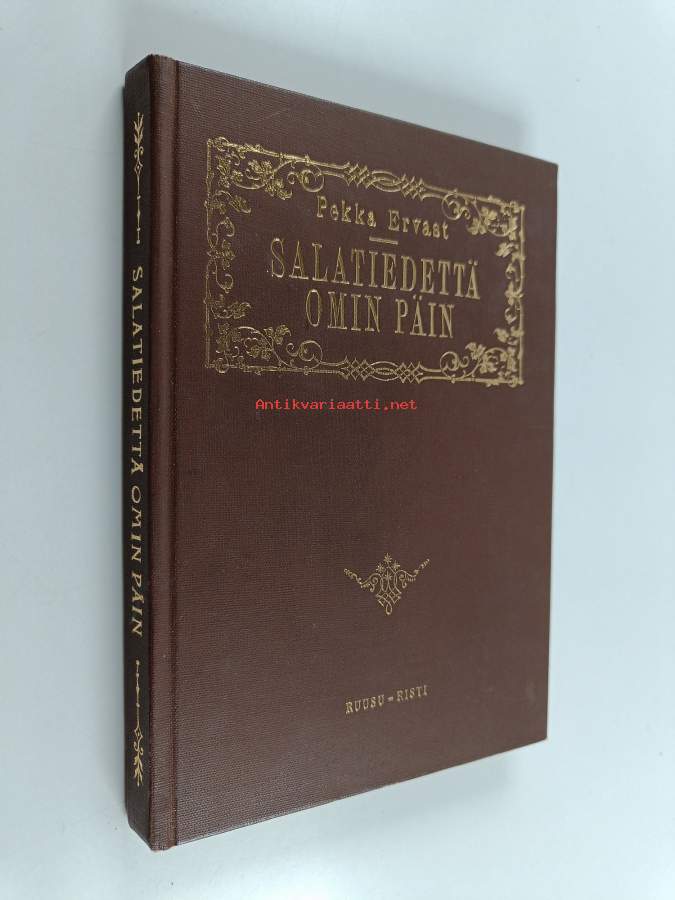 Pekka Ervast
SALATIEDETTÄ
OMIN PÄIN
Antikvariaatti.net
RUUSU=RISTI
SALATIEDETTÄ OMIN PÄIN